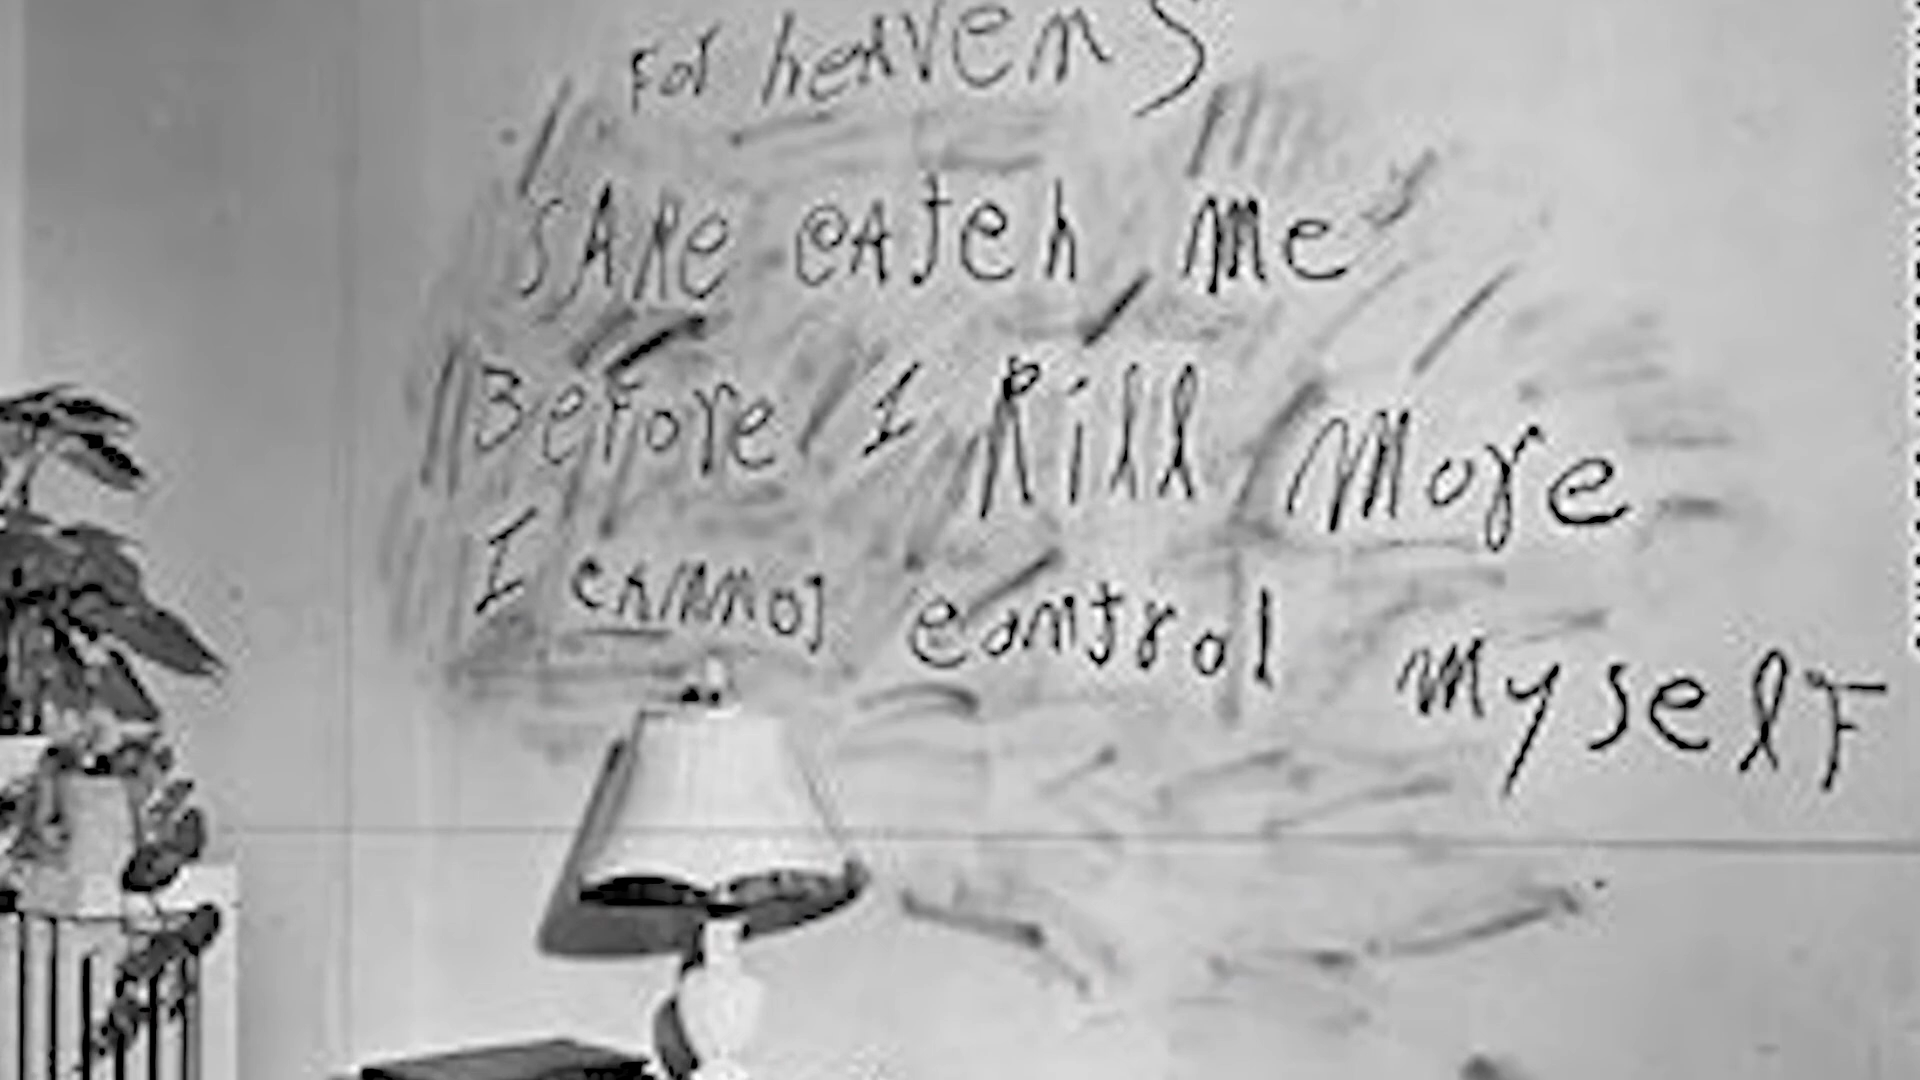 For heavens
SAKe cAtch Me
BeFore I Kill More
I cannot control MyselF